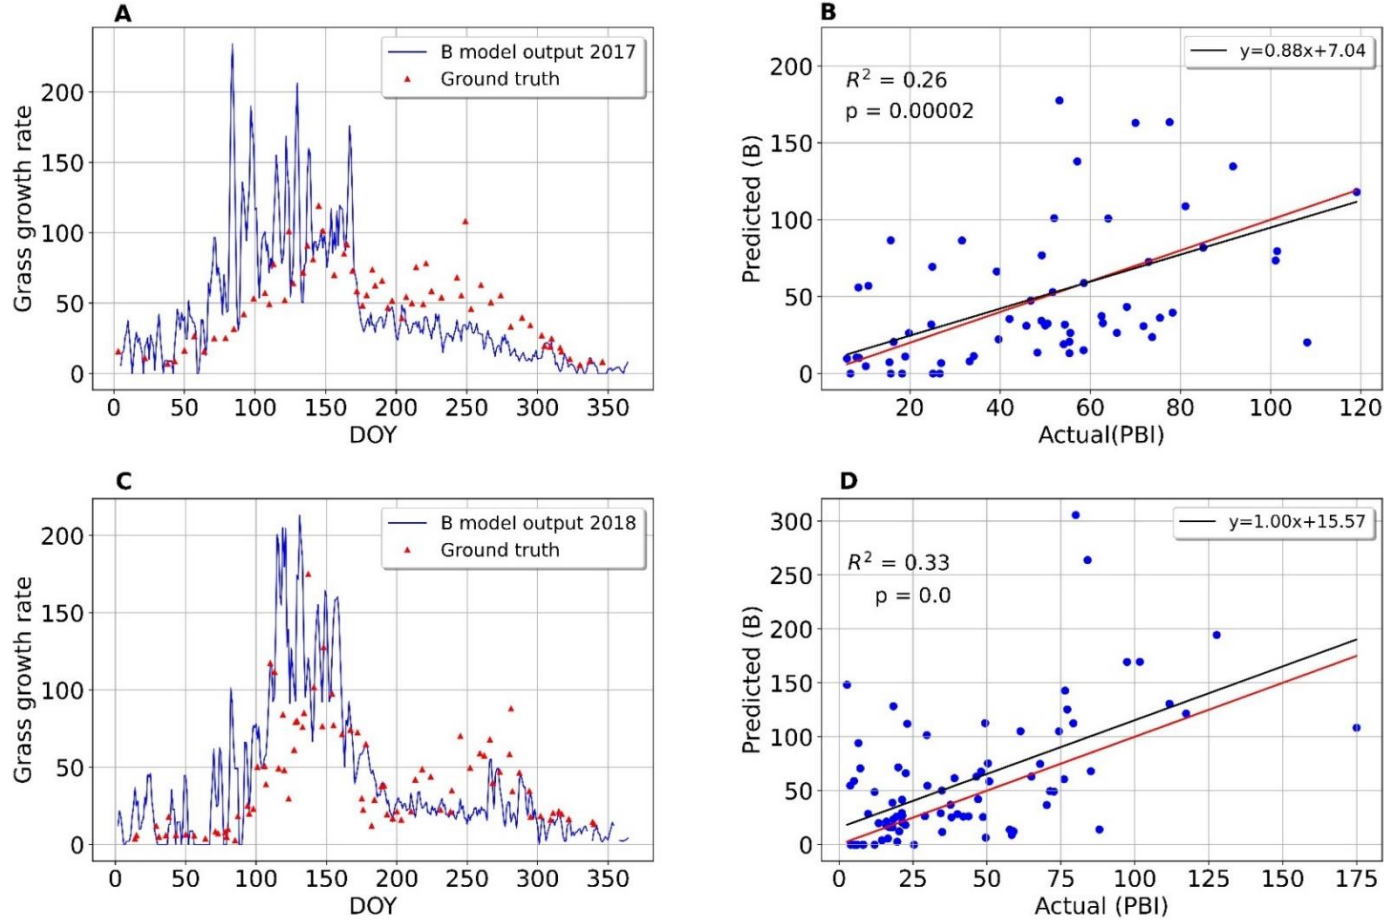 A
B model output 2017
Ground truth
Grass growth rate
200
150
100
50
0
0 50 100 150 200 250 300 350
DOY
B
y=0.88x+7.04
R² = 0.26
p = 0.00002
Predicted (B)
200
150
100
50
0
20 40 60 80 100 120
Actual(PBI)
C
B model output 2018
Ground truth
Grass growth rate
200
150
100
50
0
0 50 100 150 200 250 300 350
DOY
D
y=1.00x+15.57
R² = 0.33
p = 0.0
Predicted (B)
300
250
200
150
100
50
0
0 25 50 75 100 125 150 175
Actual (PBI)